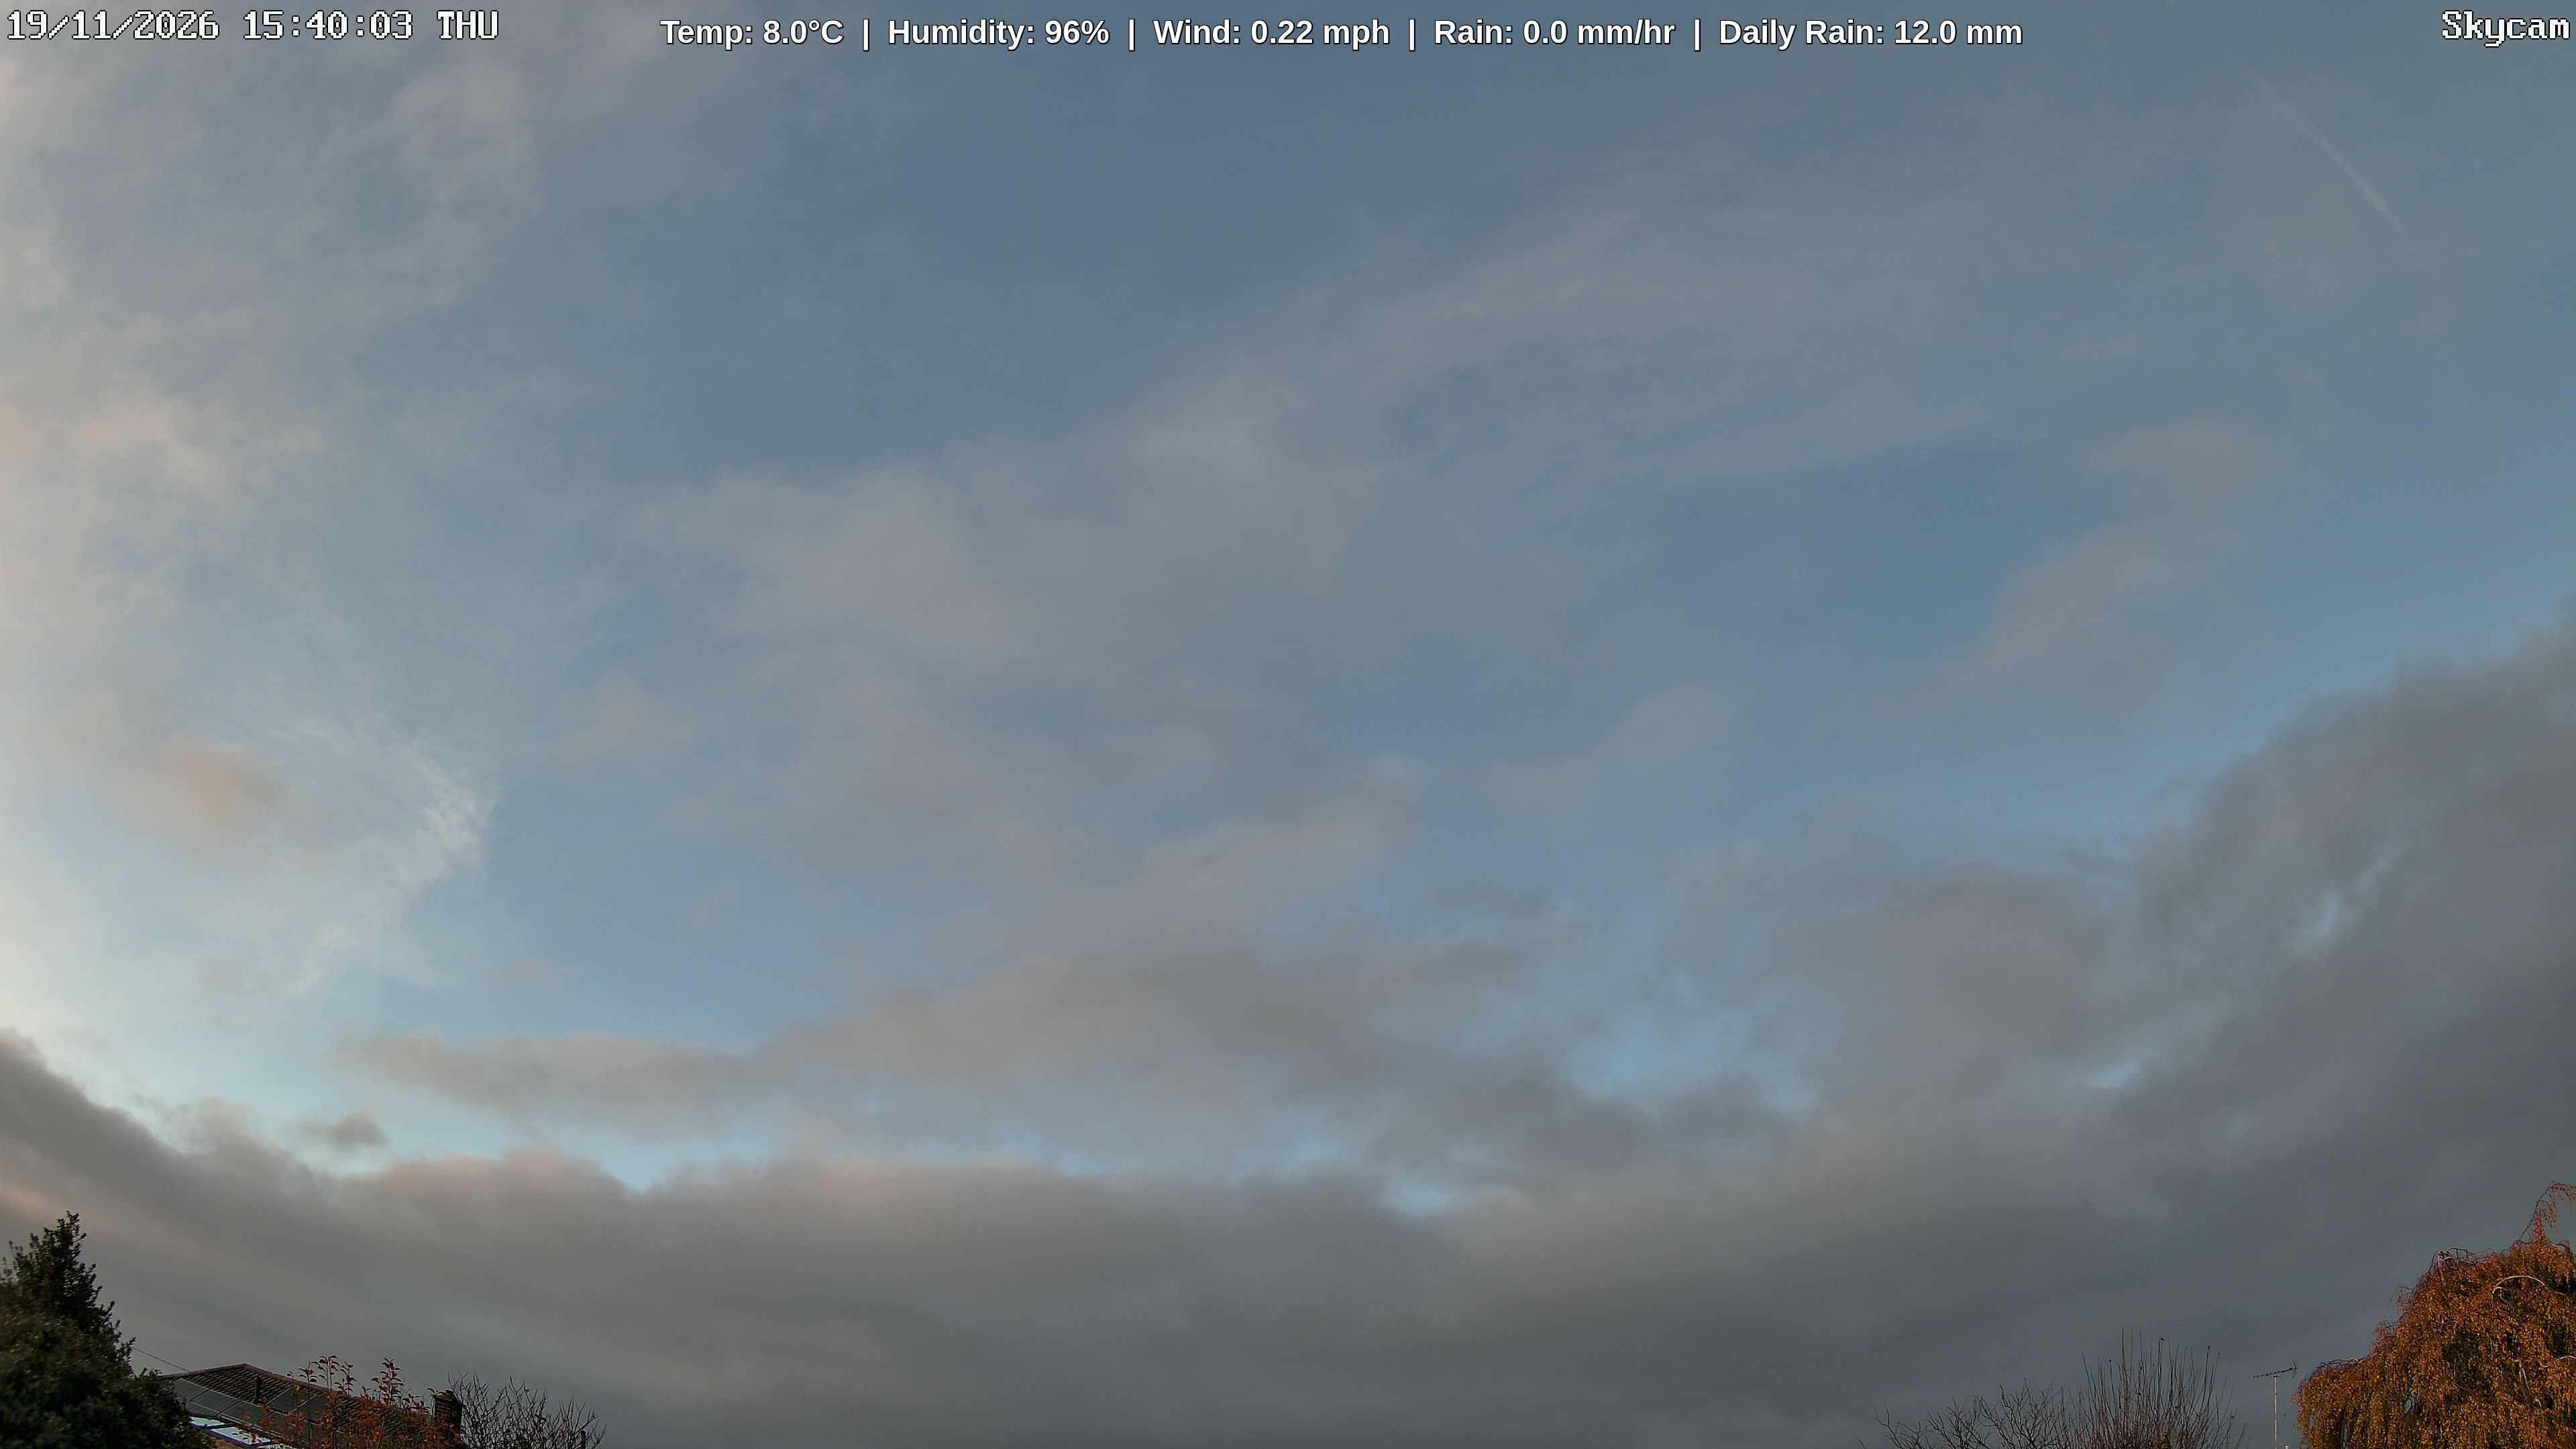 19/11/2026 15:40:03 THU
Temp: 8.0°C | Humidity: 96% | Wind: 0.22 mph | Rain: 0.0 mm/hr | Daily Rain: 12.0 mm
Skycam